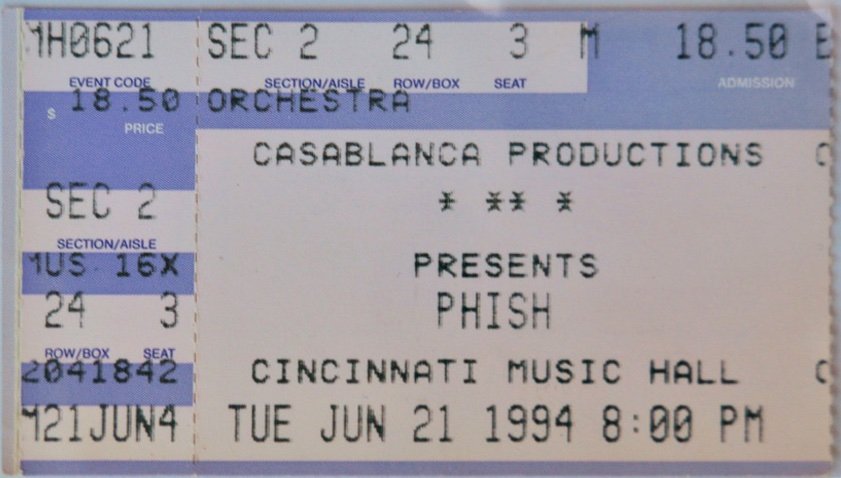 MH0621 SEC 2 24 3 M 18.50 E
EVENT CODE SECTION/AISLE ROW/BOX SEAT ADMISSION
$ 18.50 ORCHESTRA
PRICE
CASABLANCA PRODUCTIONS C
SEC 2 * ** *
SECTION/AISLE
MUS 16X PRESENTS
24 3 PHISH
ROW/BOX SEAT
2041842 CINCINNATI MUSIC HALL C
M21JUN4 TUE JUN 21 1994 8:00 PM